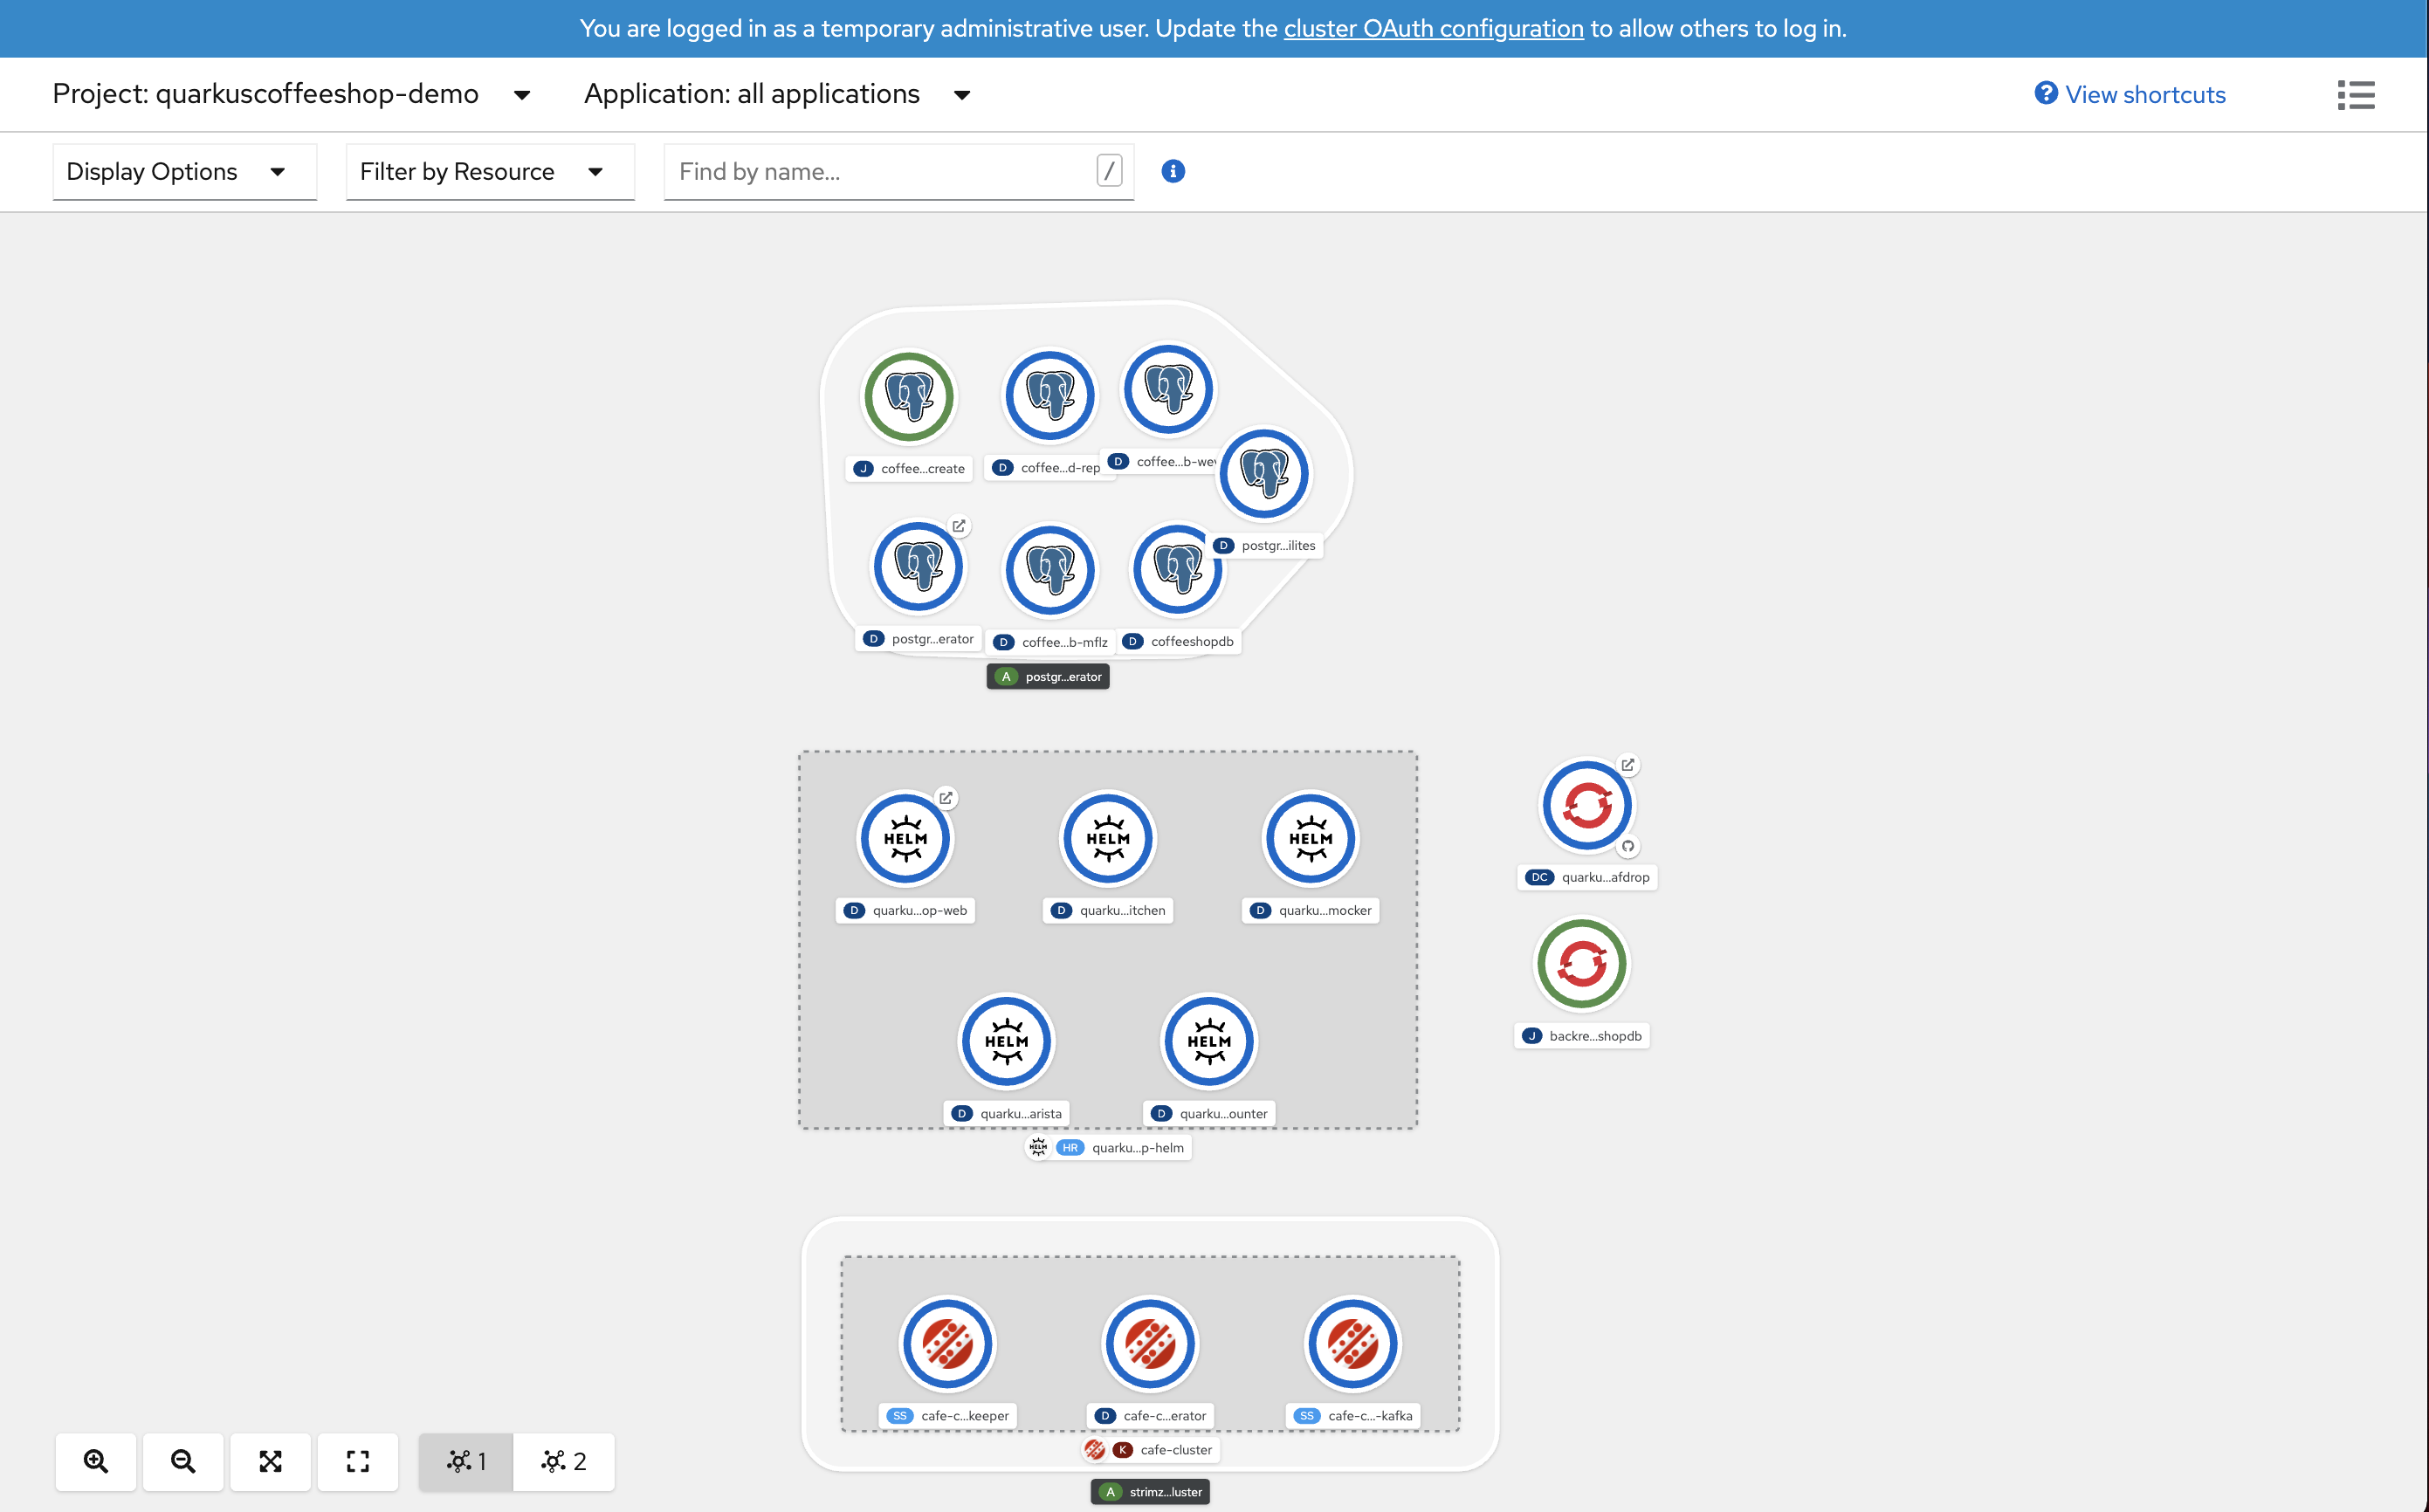 You are logged in as a temporary administrative user. Update the cluster OAuth configuration to allow others to log in.
Project: quarkuscoffeeshop-demo
Application: all applications
View shortcuts
Display Options
Filter by Resource
Find by name...
/
J coffee...create
D coffee...d-rep
D coffee...b-wev
D postgr...ilites
D postgr...erator
D coffee...b-mflz
D coffeeshopdb
A postgr...erator
HELM
HELM
HELM
D quarku...op-web
D quarku...itchen
D quarku...mocker
DC quarku...afdrop
J backre...shopdb
HELM
HELM
D quarku...arista
D quarku...ounter
HELM HR quarku...p-helm
SS cafe-c...keeper
D cafe-c...erator
SS cafe-c...-kafka
K cafe-cluster
A strimz...luster
1
2